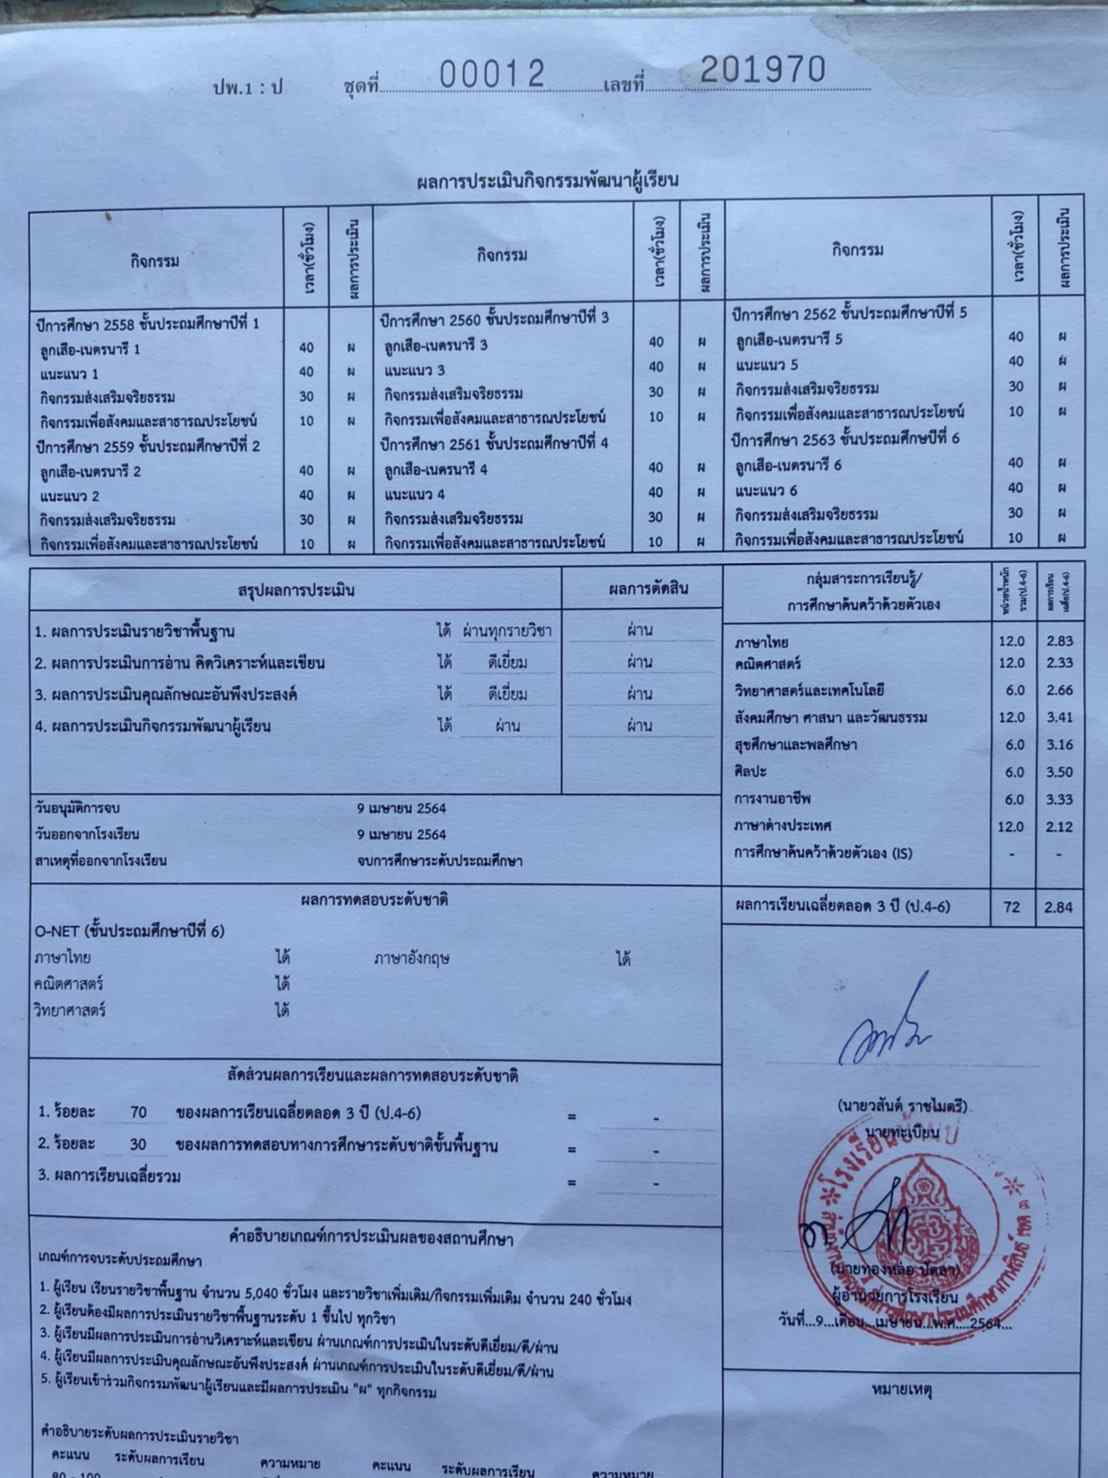 ปพ.1 : ป ชุดที่ 00012 เลขที่ 201970
ผลการประเมินกิจกรรมพัฒนาผู้เรียน
กิจกรรม เวลา(ชั่วโมง) ผลการประเมิน กิจกรรม เวลา(ชั่วโมง) ผลการประเมิน กิจกรรม เวลา(ชั่วโมง) ผลการประเมิน
ปีการศึกษา 2558 ชั้นประถมศึกษาปีที่ 1 ปีการศึกษา 2560 ชั้นประถมศึกษาปีที่ 3 ปีการศึกษา 2562 ชั้นประถมศึกษาปีที่ 5
ลูกเสือ-เนตรนารี 1 40 ผ ลูกเสือ-เนตรนารี 3 40 ผ ลูกเสือ-เนตรนารี 5 40 ผ
แนะแนว 1 40 ผ แนะแนว 3 40 ผ แนะแนว 5 40 ผ
กิจกรรมส่งเสริมจริยธรรม 30 ผ กิจกรรมส่งเสริมจริยธรรม 30 ผ กิจกรรมส่งเสริมจริยธรรม 30 ผ
กิจกรรมเพื่อสังคมและสาธารณประโยชน์ 10 ผ กิจกรรมเพื่อสังคมและสาธารณประโยชน์ 10 ผ กิจกรรมเพื่อสังคมและสาธารณประโยชน์ 10 ผ
ปีการศึกษา 2559 ชั้นประถมศึกษาปีที่ 2 ปีการศึกษา 2561 ชั้นประถมศึกษาปีที่ 4 ปีการศึกษา 2563 ชั้นประถมศึกษาปีที่ 6
ลูกเสือ-เนตรนารี 2 40 ผ ลูกเสือ-เนตรนารี 4 40 ผ ลูกเสือ-เนตรนารี 6 40 ผ
แนะแนว 2 40 ผ แนะแนว 4 40 ผ แนะแนว 6 40 ผ
กิจกรรมส่งเสริมจริยธรรม 30 ผ กิจกรรมส่งเสริมจริยธรรม 30 ผ กิจกรรมส่งเสริมจริยธรรม 30 ผ
กิจกรรมเพื่อสังคมและสาธารณประโยชน์ 10 ผ กิจกรรมเพื่อสังคมและสาธารณประโยชน์ 10 ผ กิจกรรมเพื่อสังคมและสาธารณประโยชน์ 10 ผ
สรุปผลการประเมิน ผลการตัดสิน
1. ผลการประเมินรายวิชาพื้นฐาน ได้ ผ่านทุกรายวิชา ผ่าน
2. ผลการประเมินการอ่าน คิดวิเคราะห์และเขียน ได้ ดีเยี่ยม ผ่าน
3. ผลการประเมินคุณลักษณะอันพึงประสงค์ ได้ ดีเยี่ยม ผ่าน
4. ผลการประเมินกิจกรรมพัฒนาผู้เรียน ได้ ผ่าน ผ่าน
วันอนุมัติการจบ 9 เมษายน 2564
วันออกจากโรงเรียน 9 เมษายน 2564
สาเหตุที่ออกจากโรงเรียน จบการศึกษาระดับประถมศึกษา
ผลการทดสอบระดับชาติ
O-NET (ชั้นประถมศึกษาปีที่ 6)
ภาษาไทย ได้ ภาษาอังกฤษ ได้
คณิตศาสตร์ ได้
วิทยาศาสตร์ ได้
สัดส่วนผลการเรียนและผลการทดสอบระดับชาติ
1. ร้อยละ 70 ของผลการเรียนเฉลี่ยตลอด 3 ปี (ป.4-6) = -
2. ร้อยละ 30 ของผลการทดสอบทางการศึกษาระดับชาติขั้นพื้นฐาน = -
3. ผลการเรียนเฉลี่ยรวม = -
คำอธิบายเกณฑ์การประเมินผลของสถานศึกษา
เกณฑ์การจบระดับประถมศึกษา
1. ผู้เรียน เรียนรายวิชาพื้นฐาน จำนวน 5,040 ชั่วโมง และรายวิชาเพิ่มเติม/กิจกรรมเพิ่มเติม จำนวน 240 ชั่วโมง
2. ผู้เรียนต้องมีผลการประเมินรายวิชาพื้นฐานระดับ 1 ขึ้นไป ทุกวิชา
3. ผู้เรียนมีผลการประเมินการอ่านวิเคราะห์และเขียน ผ่านเกณฑ์การประเมินในระดับดีเยี่ยม/ดี/ผ่าน
4. ผู้เรียนมีผลการประเมินคุณลักษณะอันพึงประสงค์ ผ่านเกณฑ์การประเมินในระดับดีเยี่ยม/ดี/ผ่าน
5. ผู้เรียนเข้าร่วมกิจกรรมพัฒนาผู้เรียนและมีผลการประเมิน "ผ" ทุกกิจกรรม
คำอธิบายระดับผลการประเมินรายวิชา
คะแนน ระดับผลการเรียน ความหมาย คะแนน ระดับผลการเรียน ความหมาย
80 - 100
กลุ่มสาระการเรียนรู้/
การศึกษาค้นคว้าด้วยตัวเอง หน่วยน้ำหนักรวม(ป.4-6) ผลการเรียนเฉลี่ย(ป.4-6)
ภาษาไทย 12.0 2.83
คณิตศาสตร์ 12.0 2.33
วิทยาศาสตร์และเทคโนโลยี 6.0 2.66
สังคมศึกษา ศาสนา และวัฒนธรรม 12.0 3.41
สุขศึกษาและพลศึกษา 6.0 3.16
ศิลปะ 6.0 3.50
การงานอาชีพ 6.0 3.33
ภาษาต่างประเทศ 12.0 2.12
การศึกษาค้นคว้าด้วยตัวเอง (IS) - -
ผลการเรียนเฉลี่ยตลอด 3 ปี (ป.4-6) 72 2.84
(นายวสันต์ ราชไมตรี)
นายทะเบียน
ผู้อำนวยการโรงเรียน
วันที่...9...เดือน...เมษายน...พ.ศ....2564...
หมายเหตุ